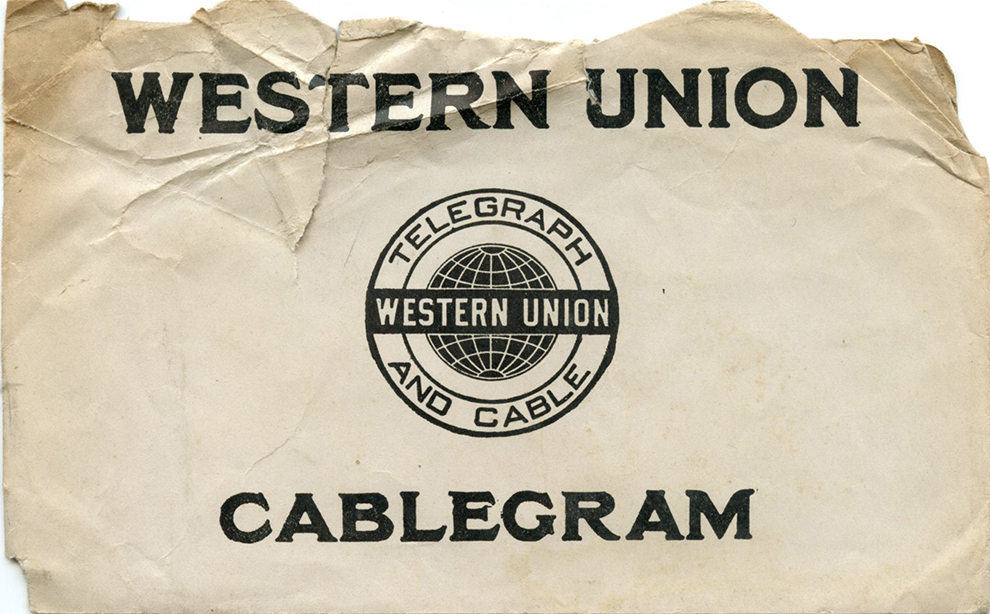 WESTERN UNION
TELEGRAPH
WESTERN UNION
AND CABLE
CABLEGRAM